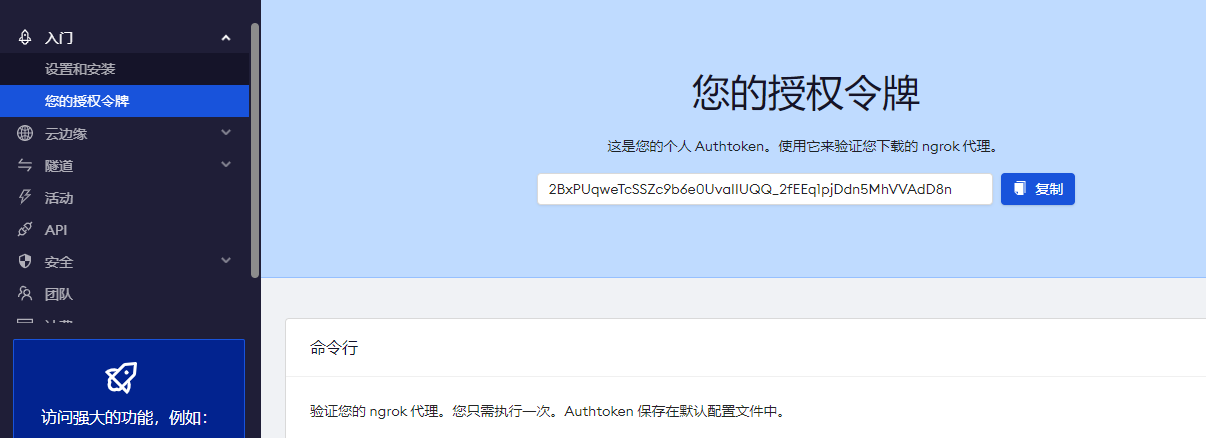 入门
设置和安装
您的授权令牌
云边缘
隧道
活动
API
安全
团队
访问强大的功能，例如：
您的授权令牌
这是您的个人 Authtoken。使用它来验证您下载的 ngrok 代理。
2BxPUqweTcSSZc9b6e0UvaIIUQQ_2fEEq1pjDdn5MhVVAdD8n
复制
命令行
验证您的 ngrok 代理。您只需执行一次。Authtoken 保存在默认配置文件中。